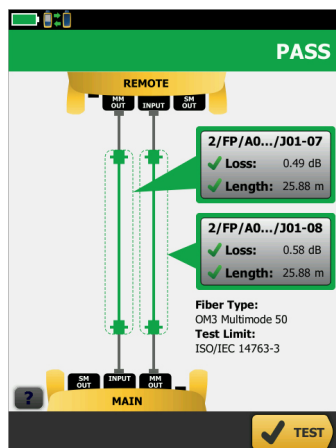 PASS
REMOTE
MM OUT
INPUT
SM OUT
2/FP/A0.../J01-07
Loss: 0.49 dB
Length: 25.88 m
2/FP/A0.../J01-08
Loss: 0.58 dB
Length: 25.88 m
Fiber Type:
OM3 Multimode 50
Test Limit:
ISO/IEC 14763-3
SM OUT
INPUT
MM OUT
MAIN
?
TEST